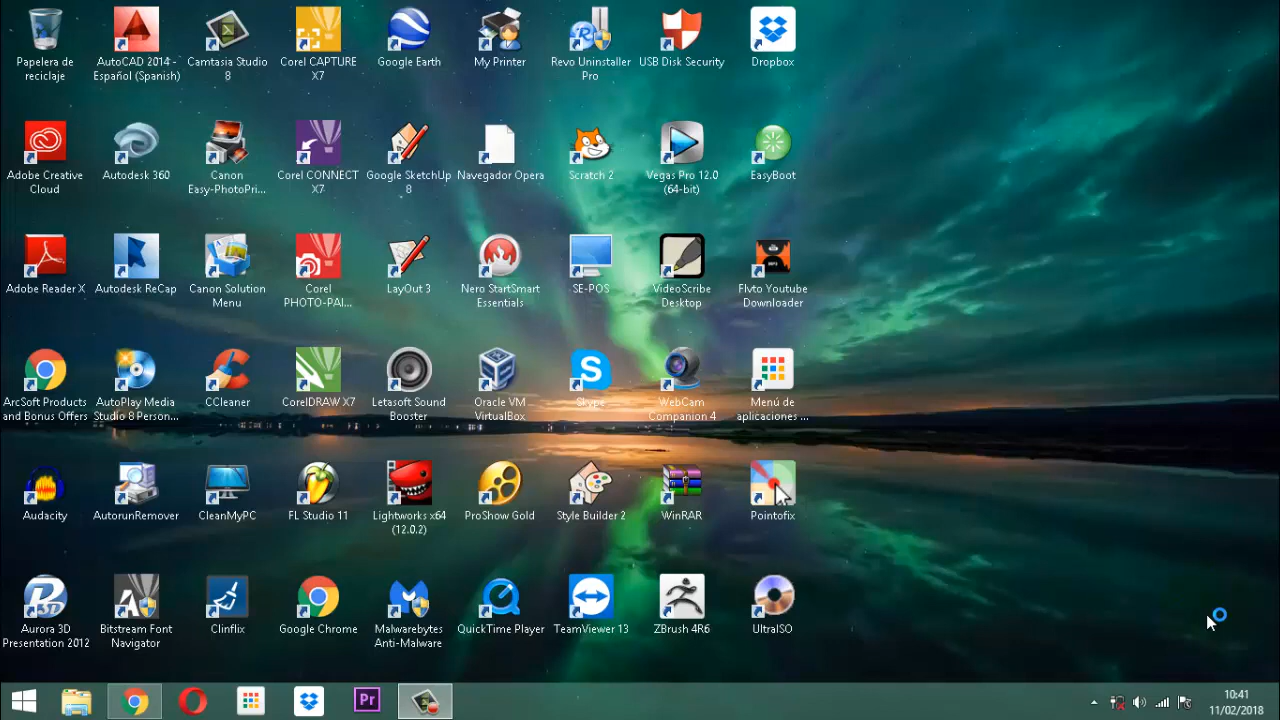 Papelera de
reciclaje
AutoCAD 2014 -
Español (Spanish)
Camtasia Studio
8
Corel CAPTURE
X7
Google Earth
My Printer
Revo Uninstaller
Pro
USB Disk Security
Dropbox
Adobe Creative
Cloud
Autodesk 360
Canon
Easy-PhotoPri...
Corel CONNECT
X7
Google SketchUp
8
Navegador Opera
Scratch 2
Vegas Pro 12.0
(64-bit)
EasyBoot
Adobe Reader X
Autodesk ReCap
Canon Solution
Menu
Corel
PHOTO-PAI...
LayOut 3
Nero StartSmart
Essentials
SE-POS
VideoScribe
Desktop
Flvto Youtube
Downloader
ArcSoft Products
and Bonus Offers
AutoPlay Media
Studio 8 Person...
CCleaner
CorelDRAW X7
Letasoft Sound
Booster
Oracle VM
VirtualBox
Skype
WebCam
Companion 4
Menú de
aplicaciones ...
Audacity
AutorunRemover
CleanMyPC
FL Studio 11
Lightworks x64
(12.0.2)
ProShow Gold
Style Builder 2
WinRAR
Pointofix
Aurora 3D
Presentation 2012
Bitstream Font
Navigator
Clinflix
Google Chrome
Malwarebytes
Anti-Malware
QuickTime Player
TeamViewer 13
ZBrush 4R6
UltraISO
Pr
10:41
11/02/2018